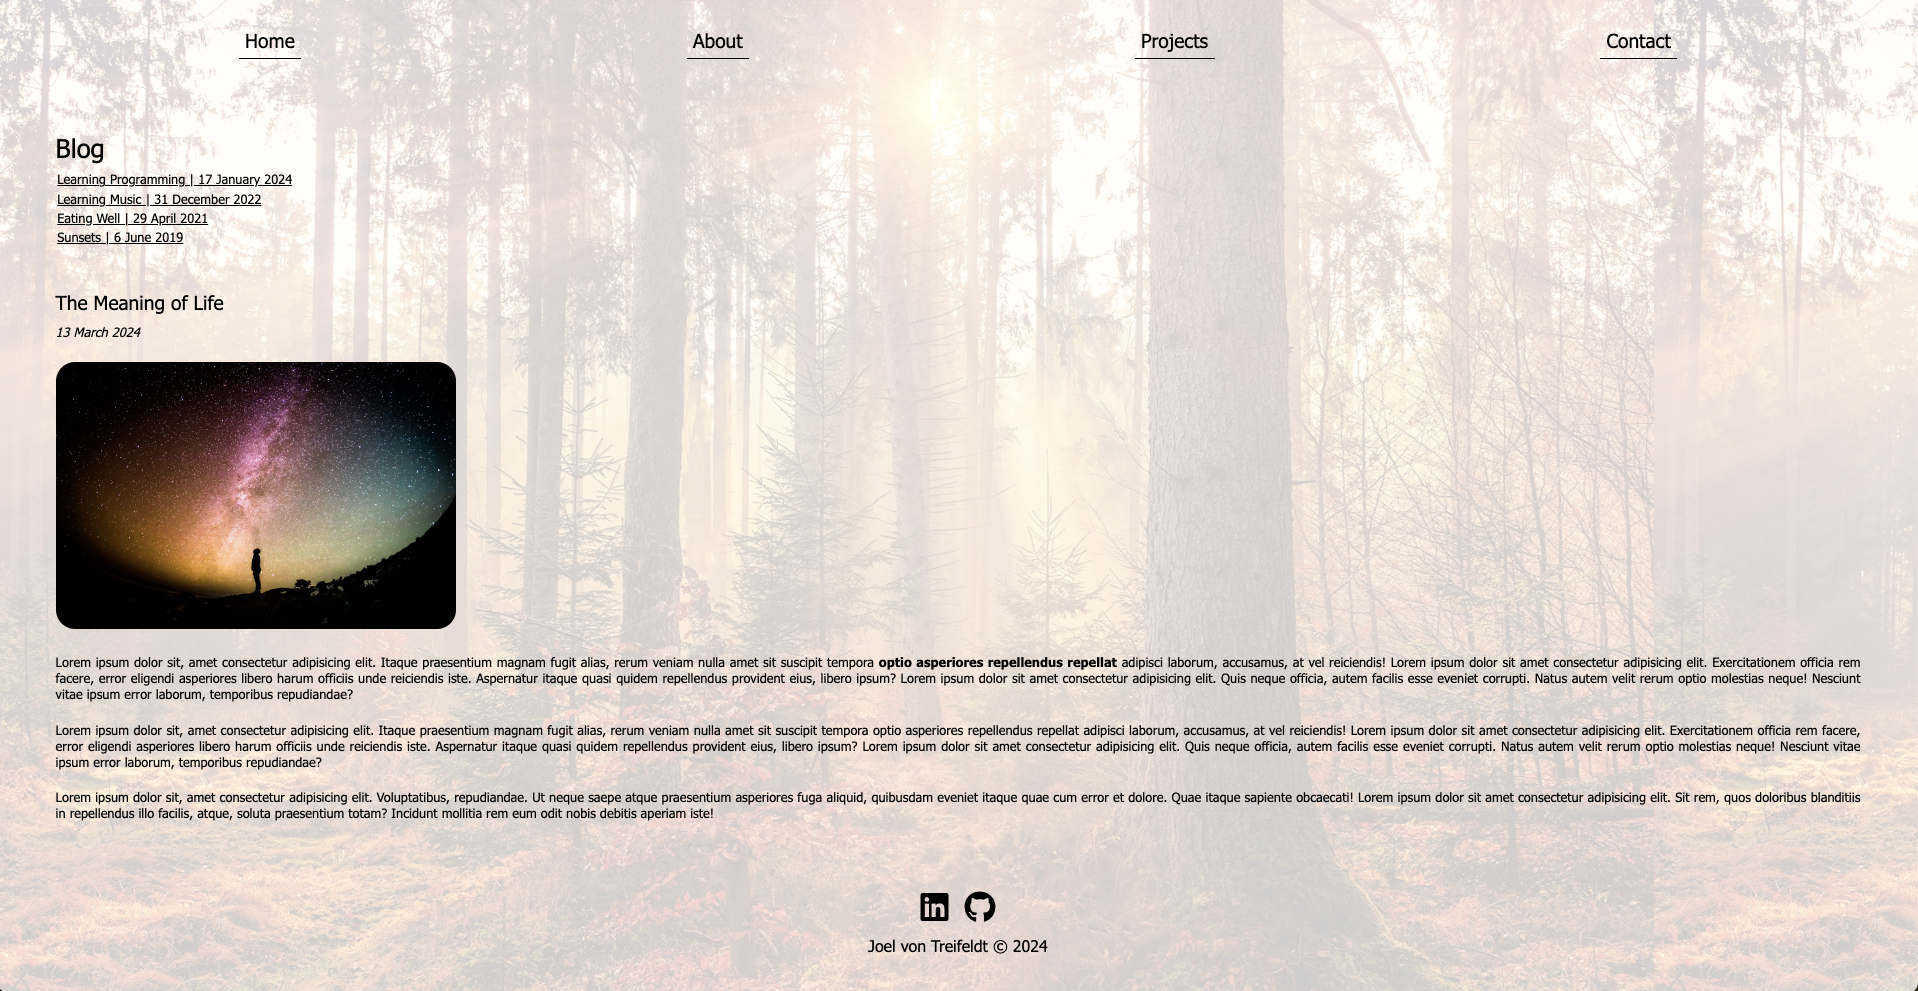 Home About Projects Contact
Blog
Learning Programming | 17 January 2024
Learning Music | 31 December 2022
Eating Well | 29 April 2021
Sunsets | 6 June 2019
The Meaning of Life
13 March 2024
Lorem ipsum dolor sit, amet consectetur adipisicing elit. Itaque praesentium magnam fugit alias, rerum veniam nulla amet sit suscipit tempora optio asperiores repellendus repellat adipisci laborum, accusamus, at vel reiciendis! Lorem ipsum dolor sit amet consectetur adipisicing elit. Exercitationem officia rem
facere, error eligendi asperiores libero harum officiis unde reiciendis iste. Aspernatur itaque quasi quidem repellendus provident eius, libero ipsum? Lorem ipsum dolor sit amet consectetur adipisicing elit. Quis neque officia, autem facilis esse eveniet corrupti. Natus autem velit rerum optio molestias neque! Nesciunt
vitae ipsum error laborum, temporibus repudiandae?
Lorem ipsum dolor sit, amet consectetur adipisicing elit. Itaque praesentium magnam fugit alias, rerum veniam nulla amet sit suscipit tempora optio asperiores repellendus repellat adipisci laborum, accusamus, at vel reiciendis! Lorem ipsum dolor sit amet consectetur adipisicing elit. Exercitationem officia rem facere,
error eligendi asperiores libero harum officiis unde reiciendis iste. Aspernatur itaque quasi quidem repellendus provident eius, libero ipsum? Lorem ipsum dolor sit amet consectetur adipisicing elit. Quis neque officia, autem facilis esse eveniet corrupti. Natus autem velit rerum optio molestias neque! Nesciunt vitae
ipsum error laborum, temporibus repudiandae?
Lorem ipsum dolor sit, amet consectetur adipisicing elit. Voluptatibus, repudiandae. Ut neque saepe atque praesentium asperiores fuga aliquid, quibusdam eveniet itaque quae cum error et dolore. Quae itaque sapiente obcaecati! Lorem ipsum dolor sit amet consectetur adipisicing elit. Sit rem, quos doloribus blanditiis
in repellendus illo facilis, atque, soluta praesentium totam? Incidunt mollitia rem eum odit nobis debitis aperiam iste!
in
Joel von Treifeldt © 2024